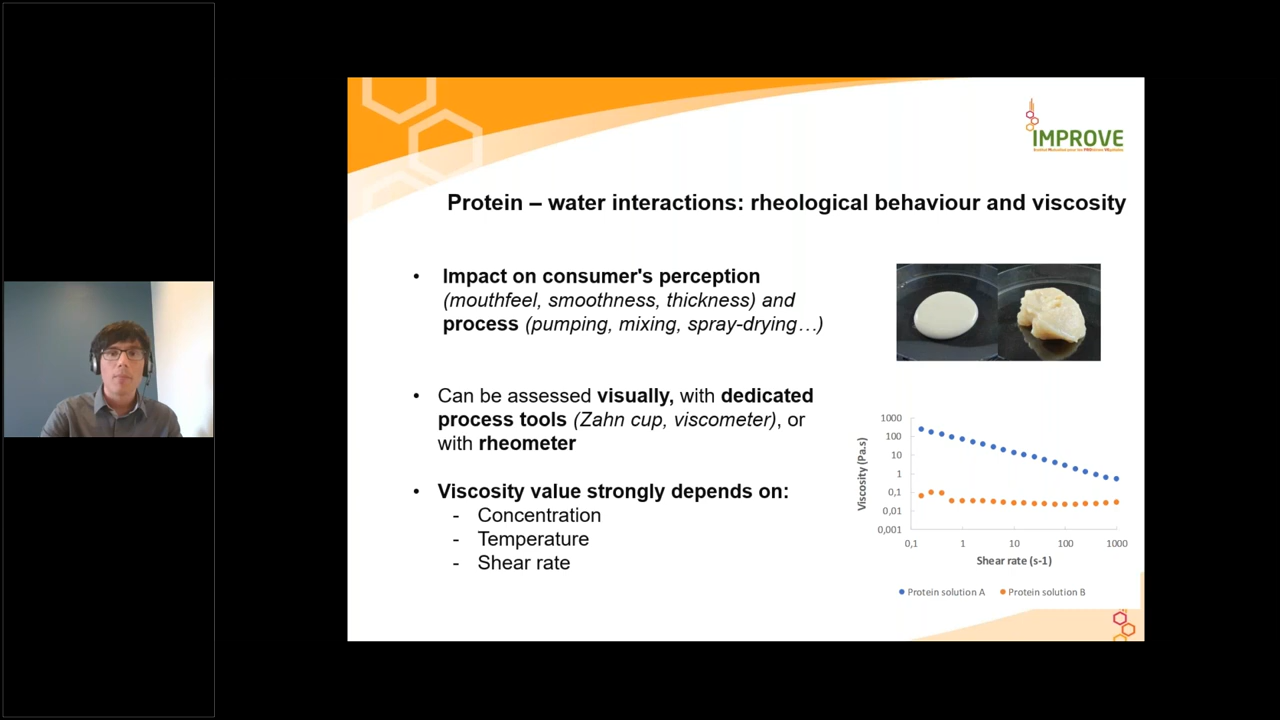 IMPROVE
Protein – water interactions: rheological behaviour and viscosity
• Impact on consumer's perception
(mouthfeel, smoothness, thickness) and
process (pumping, mixing, spray-drying…)
• Can be assessed visually, with dedicated
process tools (Zahn cup, viscometer), or
with rheometer
• Viscosity value strongly depends on:
- Concentration
- Temperature
- Shear rate
Viscosity (Pa.s)
1000
100
10
1
0,1
0,01
0,001
0,1 1 10 100 1000
Shear rate (s-1)
Protein solution A Protein solution B